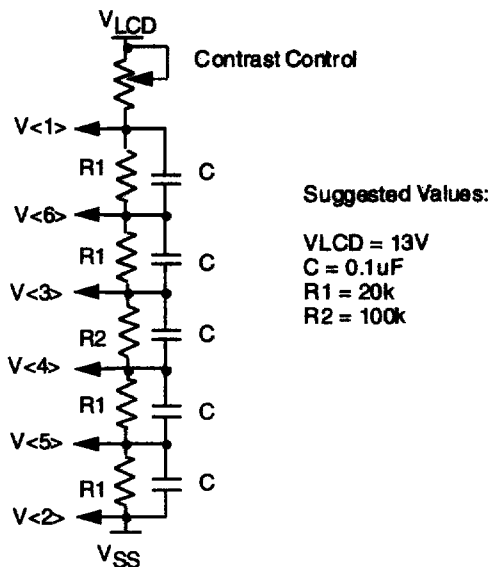 VLCD
Contrast Control
V<1>
R1
C
V<6>
R1
C
V<3>
R2
C
V<4>
R1
C
V<5>
R1
C
V<2>
VSS
Suggested Values:
VLCD = 13V
C = 0.1uF
R1 = 20k
R2 = 100k